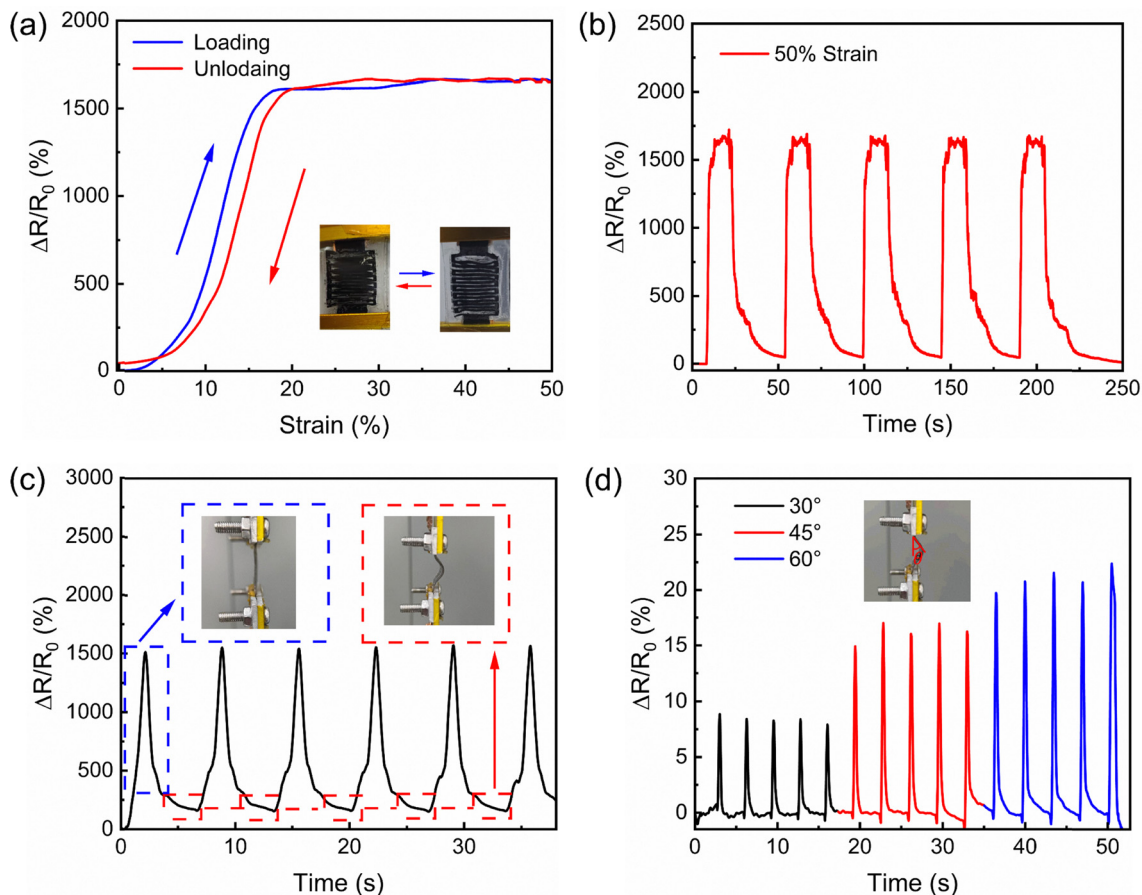 (a)
2000
1500
1000
500
0
ΔR/R₀ (%)
Loading
Unlodaing
0 10 20 30 40 50
Strain (%)
(b)
2500
2000
1500
1000
500
0
ΔR/R₀ (%)
50% Strain
0 50 100 150 200 250
Time (s)
(c)
3000
2500
2000
1500
1000
500
0
ΔR/R₀ (%)
0 10 20 30
Time (s)
(d)
30
25
20
15
10
5
0
ΔR/R₀ (%)
30°
45°
60°
0 10 20 30 40 50
Time (s)